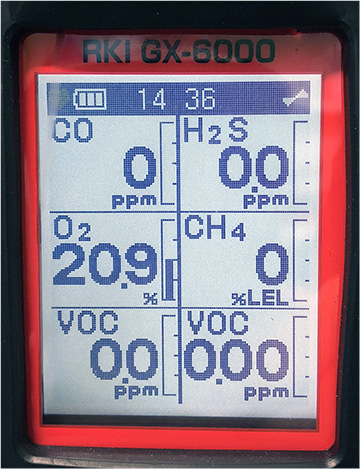 RKI GX-6000
14 36
CO H₂S
0 0.0
ppm ppm
O₂ CH₄
20.9 0
% %LEL
VOC VOC
0.0 0.00
ppm ppm